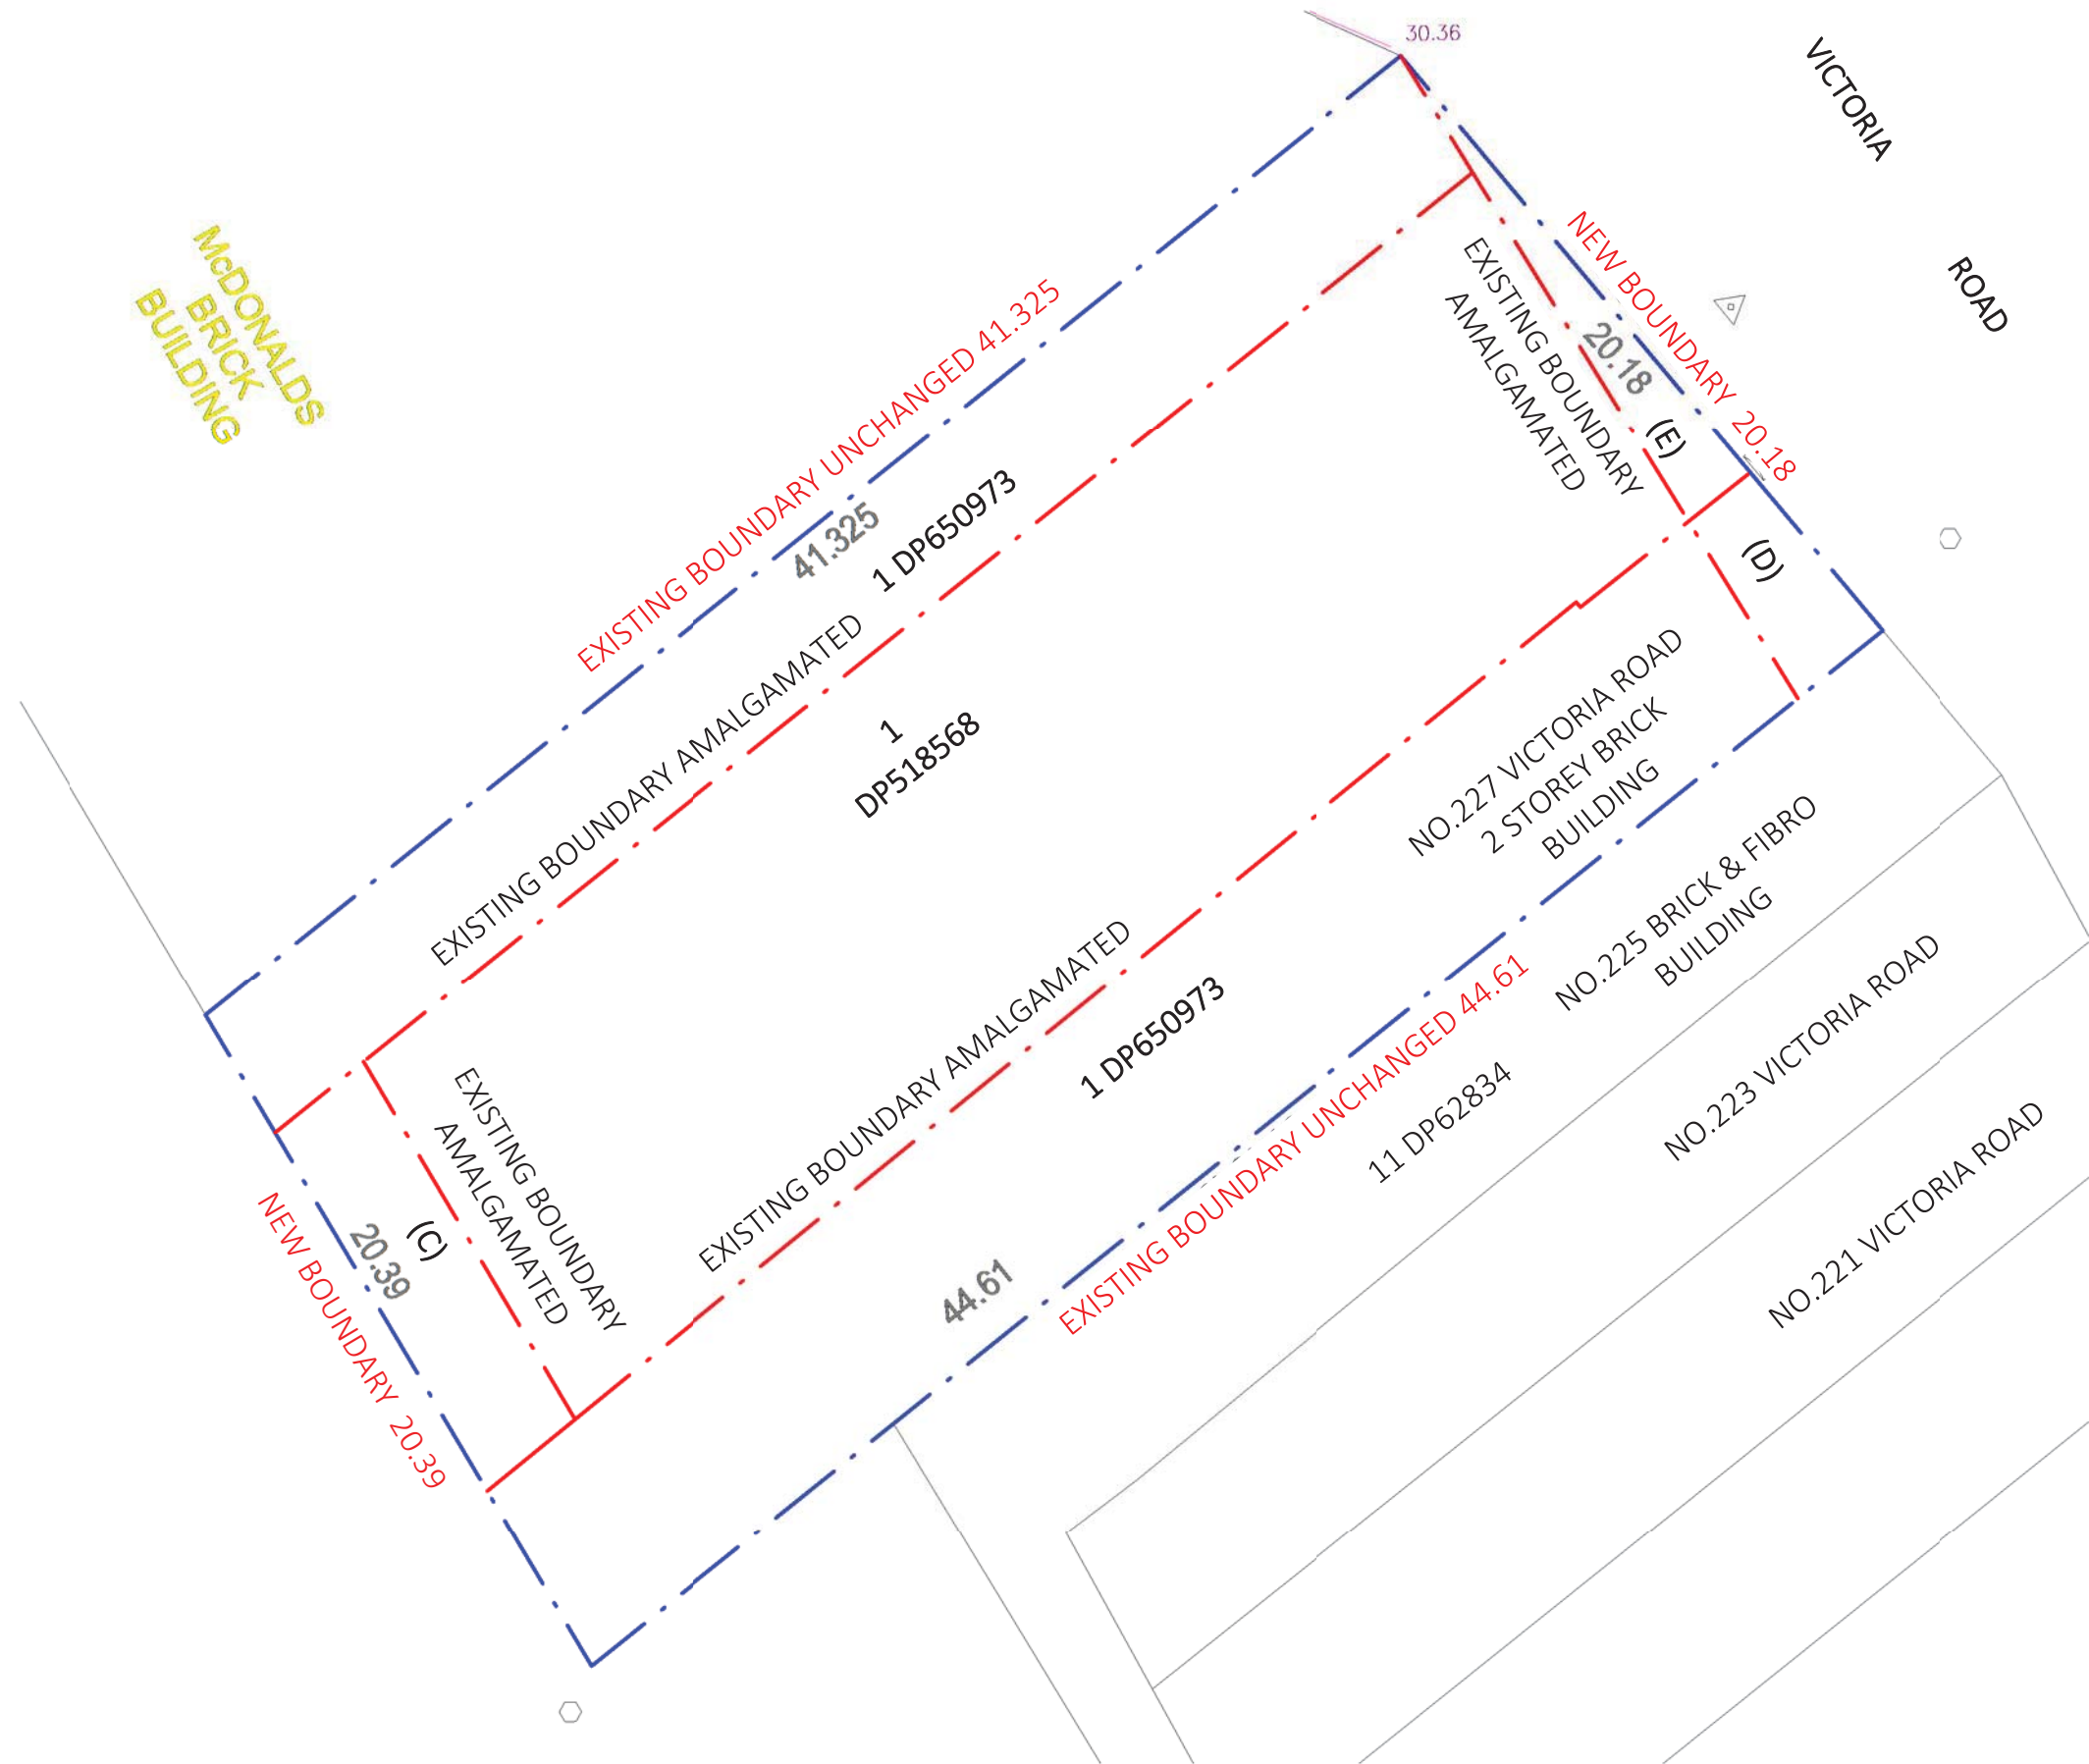 30.36
VICTORIA
ROAD
McDONALDS
BRICK
BUILDING
NEW BOUNDARY 20.18
20.18
EXISTING BOUNDARY
AMALGAMATED
(E)
(D)
EXISTING BOUNDARY UNCHANGED 41.325
41.325
1 DP650973
EXISTING BOUNDARY AMALGAMATED
1
DP518568
NO.227 VICTORIA ROAD
2 STOREY BRICK
BUILDING
NO.225 BRICK & FIBRO
BUILDING
NO.223 VICTORIA ROAD
NO.221 VICTORIA ROAD
EXISTING BOUNDARY AMALGAMATED
1 DP650973
EXISTING BOUNDARY UNCHANGED 44.61
44.61
11 DP62834
EXISTING BOUNDARY
AMALGAMATED
(C)
20.39
NEW BOUNDARY 20.39